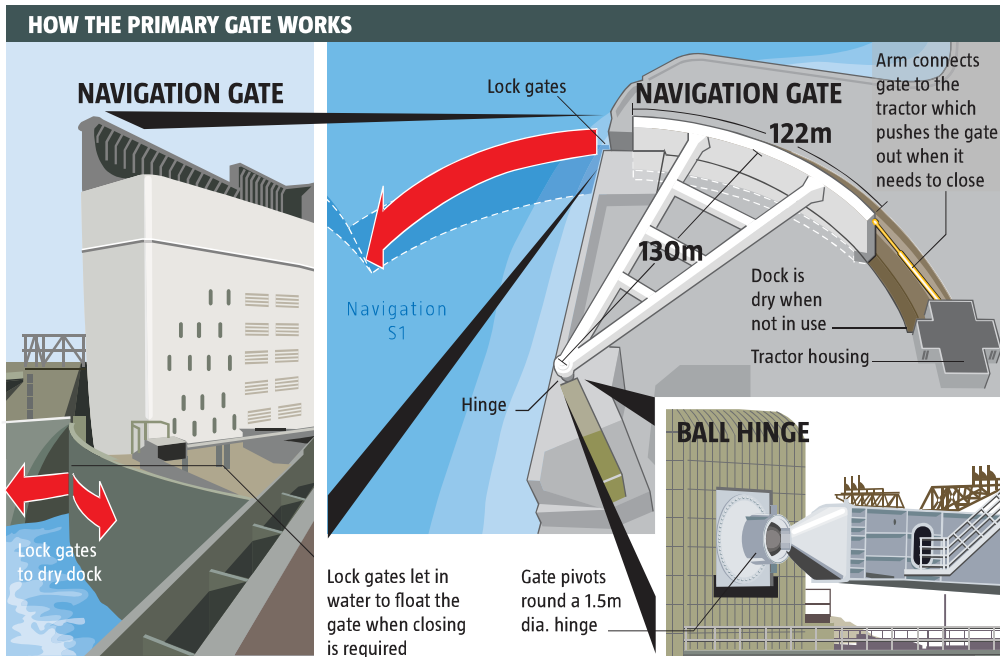 HOW THE PRIMARY GATE WORKS
NAVIGATION GATE
Lock gates
to dry dock
Lock gates
NAVIGATION GATE
122m
Arm connects
gate to the
tractor which
pushes the gate
out when it
needs to close
130m
Navigation
S1
Dock is
dry when
not in use
Tractor housing
Hinge
BALL HINGE
Lock gates let in
water to float the
gate when closing
is required
Gate pivots
round a 1.5m
dia. hinge